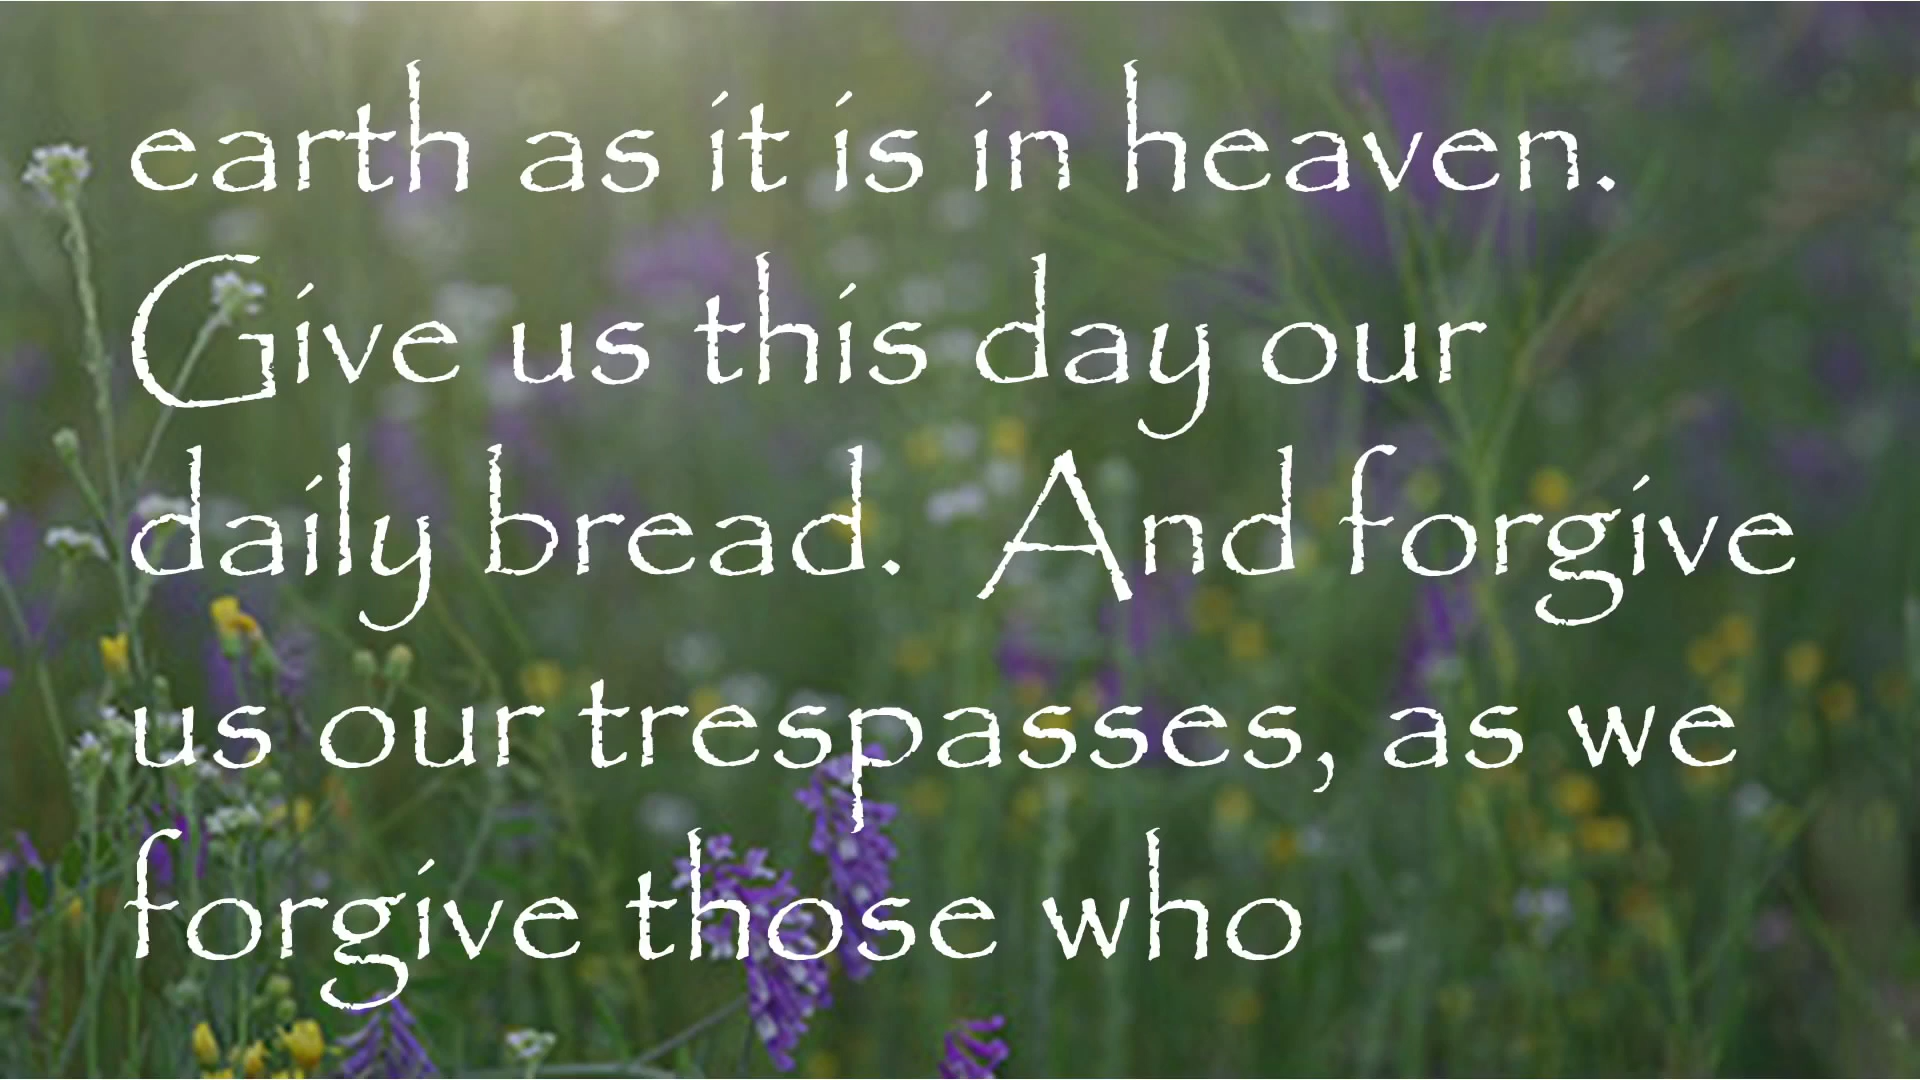 earth as it is in heaven.
Give us this day our
daily bread.  And forgive
us our trespasses, as we
forgive those who